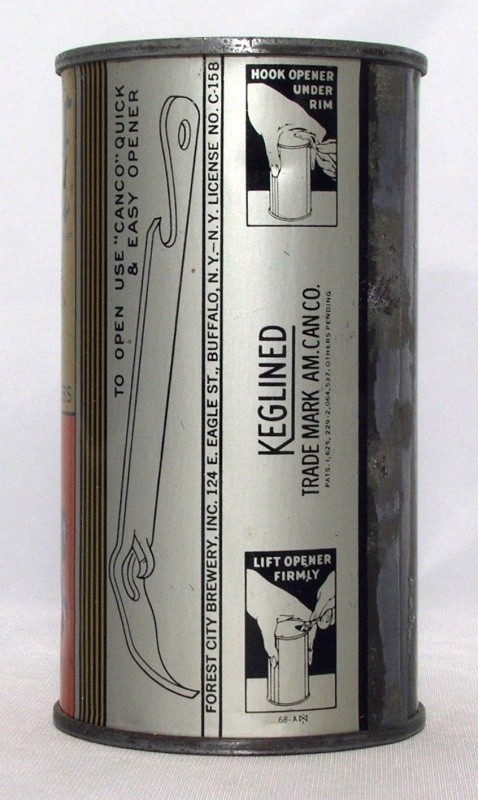 TO OPEN USE "CANCO" QUICK
& EASY OPENER
FOREST CITY BREWERY, INC. 124 E. EAGLE ST., BUFFALO, N.Y.-N.Y. LICENSE NO. C-158
HOOK OPENER
UNDER
RIM
KEGLINED
TRADE MARK AM. CAN CO.
PATS. 1,625, 229-2,064,537, OTHERS PENDING
LIFT OPENER
FIRMLY
68-A